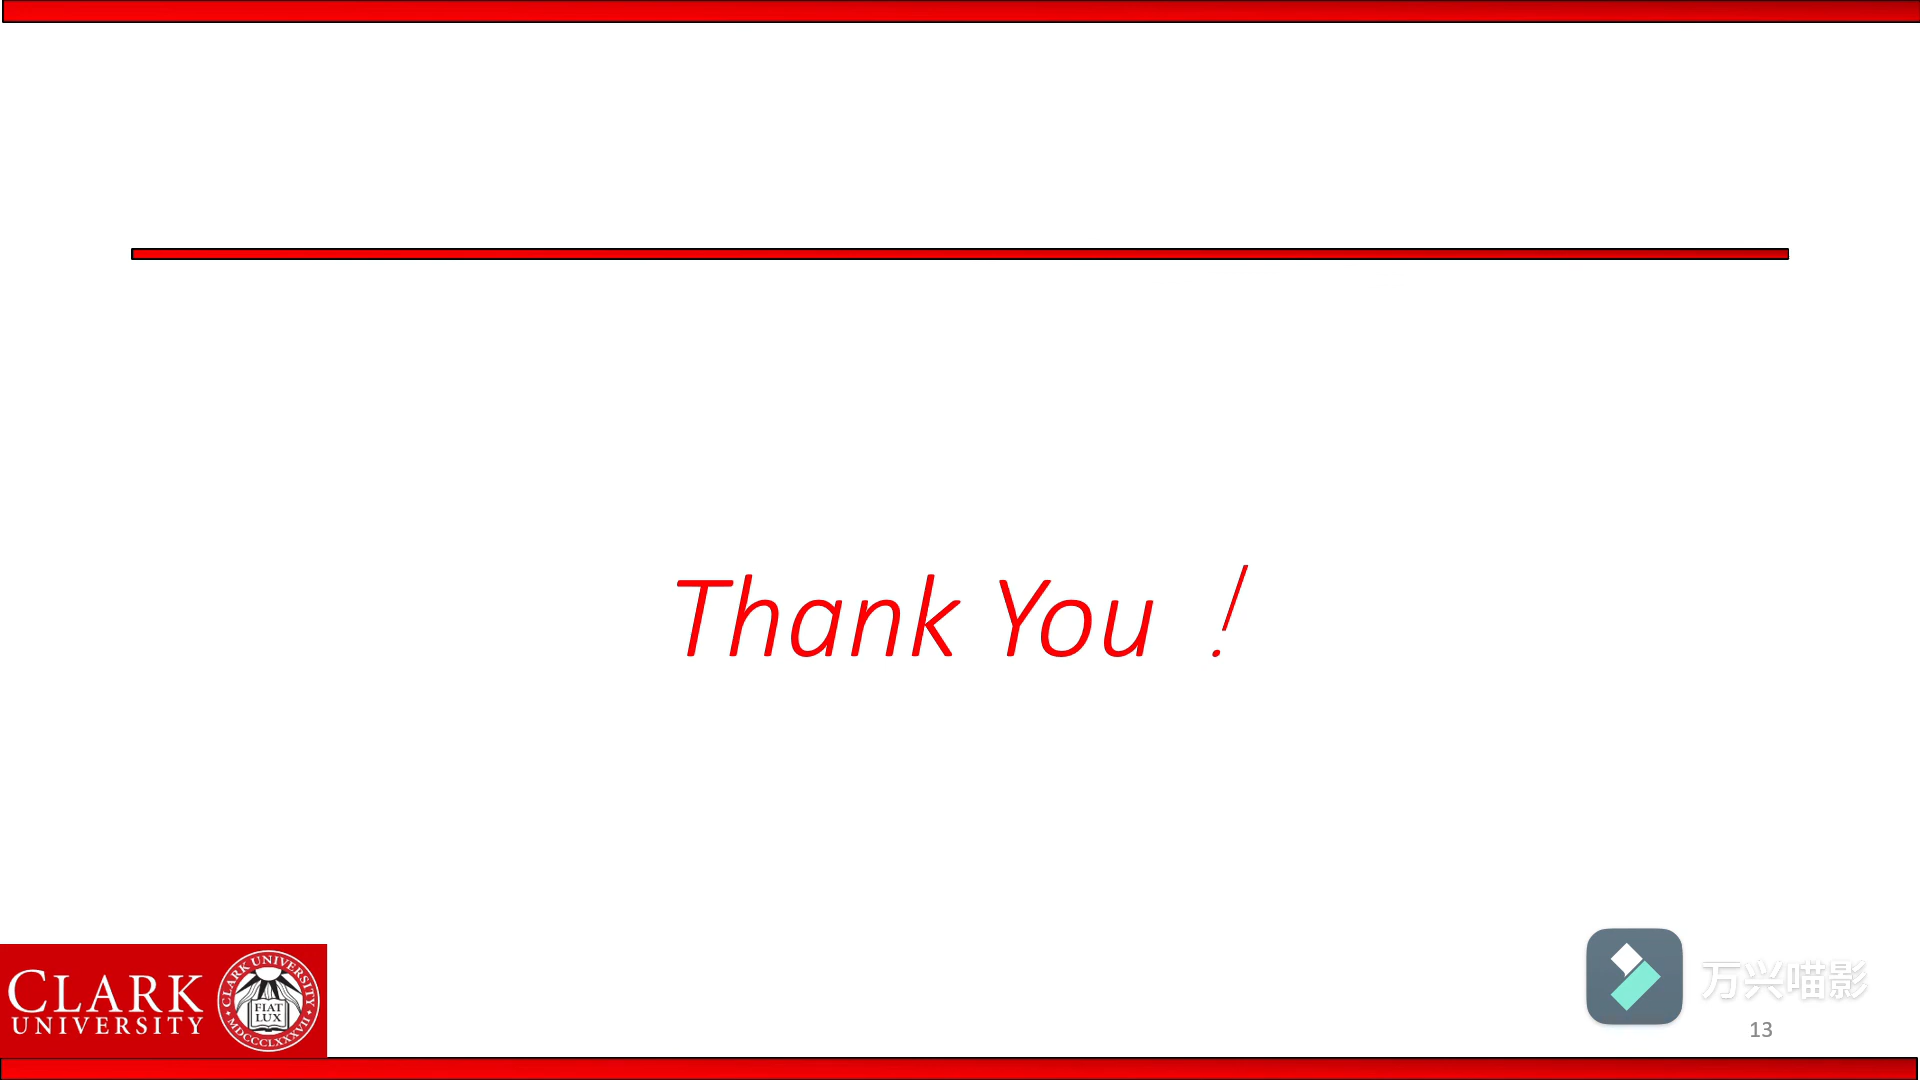 Thank You！
CLARK
UNIVERSITY
CLARK UNIVERSITY
FIAT
LUX
MDCCCLXXXVII
万兴喵影
13